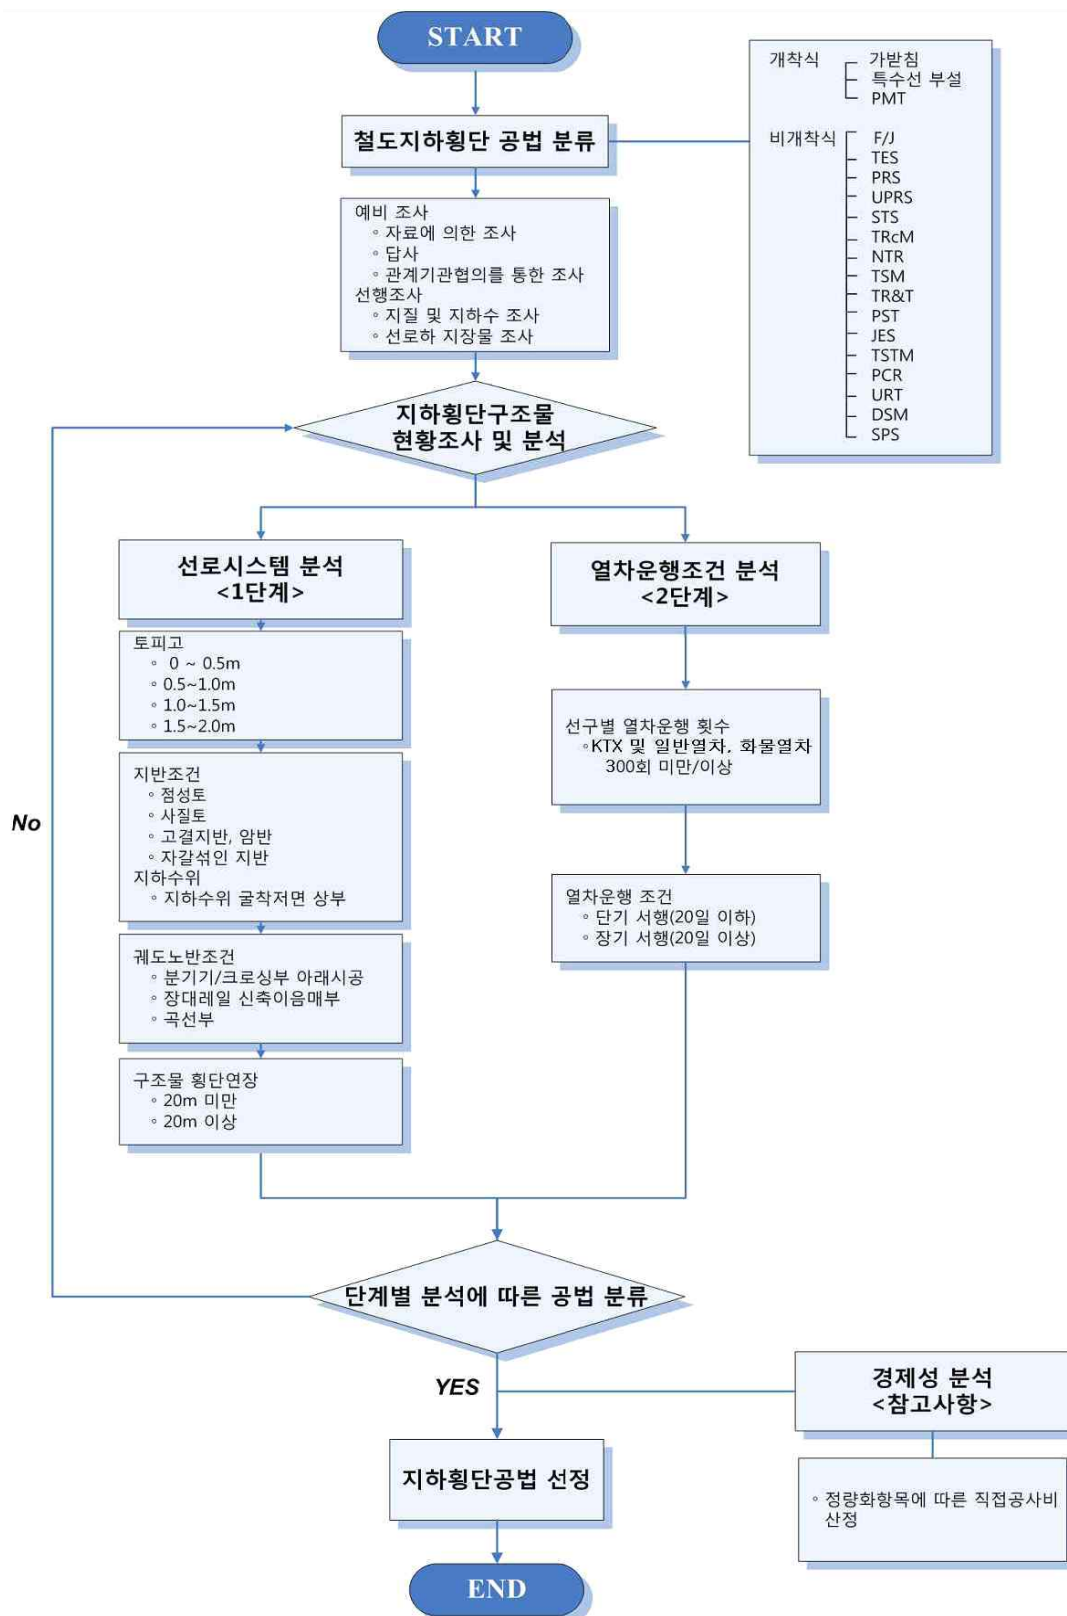 START
철도지하횡단 공법 분류
개착식
가받침
특수선 부설
PMT
비개착식
F/J
TES
PRS
UPRS
STS
TRcM
NTR
TSM
TR&T
PST
JES
TSTM
PCR
URT
DSM
SPS
예비 조사
◦ 자료에 의한 조사
◦ 답사
◦ 관계기관협의를 통한 조사
선행조사
◦ 지질 및 지하수 조사
◦ 선로하 지장물 조사
지하횡단구조물
현황조사 및 분석
선로시스템 분석
<1단계>
토피고
◦ 0 ~ 0.5m
◦ 0.5~1.0m
◦ 1.0~1.5m
◦ 1.5~2.0m
지반조건
◦ 점성토
◦ 사질토
◦ 고결지반, 암반
◦ 자갈섞인 지반
지하수위
◦ 지하수위 굴착저면 상부
궤도노반조건
◦ 분기기/크로싱부 아래시공
◦ 장대레일 신축이음매부
◦ 곡선부
구조물 횡단연장
◦ 20m 미만
◦ 20m 이상
열차운행조건 분석
<2단계>
선구별 열차운행 횟수
◦KTX 및 일반열차, 화물열차
300회 미만/이상
열차운행 조건
◦ 단기 서행(20일 이하)
◦ 장기 서행(20일 이상)
No
단계별 분석에 따른 공법 분류
YES
경제성 분석
<참고사항>
◦ 정량화항목에 따른 직접공사비
산정
지하횡단공법 선정
END